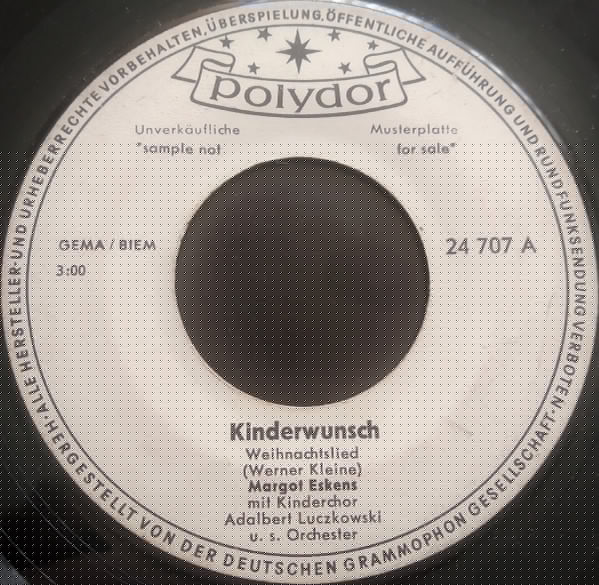 ALLE HERSTELLER-UND URHEBERRECHTE VORBEHALTEN, ÜBERSPIELUNG, ÖFFENTLICHE AUFFÜHRUNG UND RUNDFUNKSENDUNG VERBOTEN·
polydor
Unverkäufliche Musterplatte
"sample not for sale"
GEMA / BIEM 24 707 A
3:00
Kinderwunsch
Weihnachtslied
(Werner Kleine)
Margot Eskens
mit Kinderchor
Adalbert Luczkowski
u. s. Orchester
·HERGESTELLT VON DER DEUTSCHEN GRAMMOPHON GESELLSCHAFT·